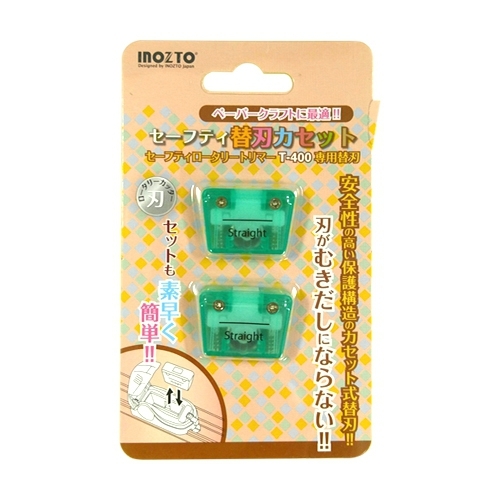 INOZTO®
Designed by INOZTO Japan
ペーパークラフトに最適!!
セーフティ替刃カセット
セーフティロータリートリマーT-400専用替刃
ロータリーカッター
刃
Straight
Straight
安全性の高い保護構造のカセット式替刃!!
刃がむきだしにならない!!
セットも素早く
簡単!!